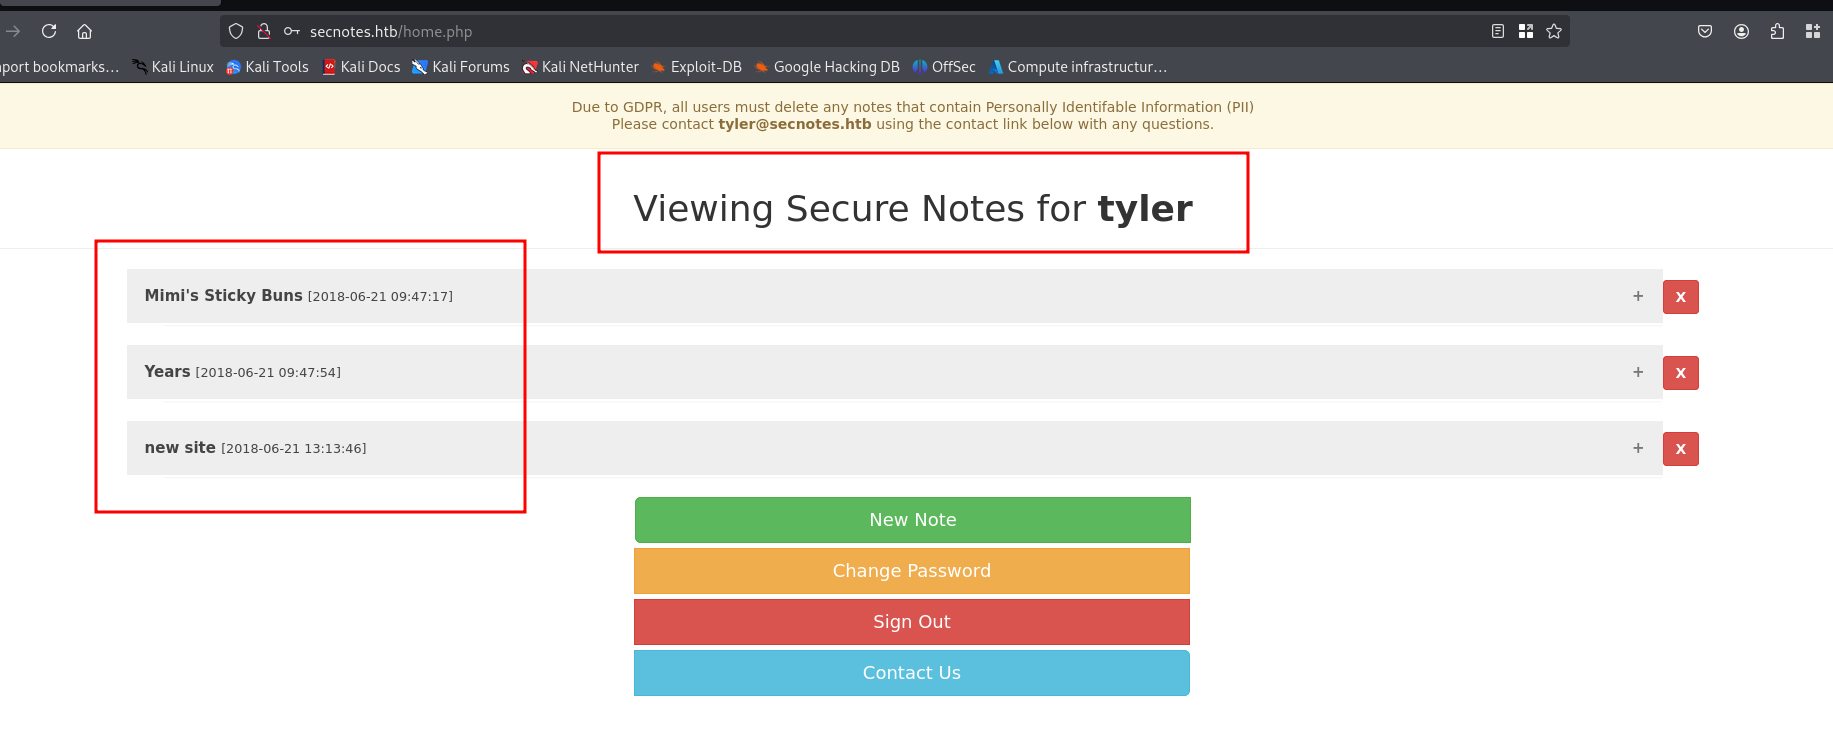 secnotes.htb/home.php
port bookmarks… Kali Linux Kali Tools Kali Docs Kali Forums Kali NetHunter Exploit-DB Google Hacking DB OffSec Compute infrastructur…
Due to GDPR, all users must delete any notes that contain Personally Identifable Information (PII)
Please contact tyler@secnotes.htb using the contact link below with any questions.
Viewing Secure Notes for tyler
Mimi's Sticky Buns [2018-06-21 09:47:17] + X
Years [2018-06-21 09:47:54] + X
new site [2018-06-21 13:13:46] + X
New Note
Change Password
Sign Out
Contact Us